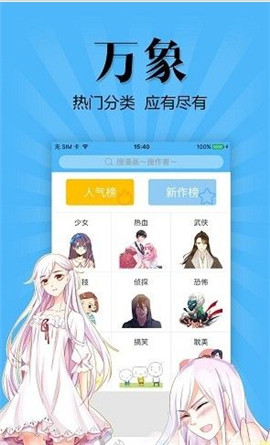 万象
热门分类 应有尽有
无 SIM 卡 15:40 100%
搜漫画~搜作者~
人气榜 新作榜
少女 热血 武侠
技 侦探 恐怖
搞笑 耽美